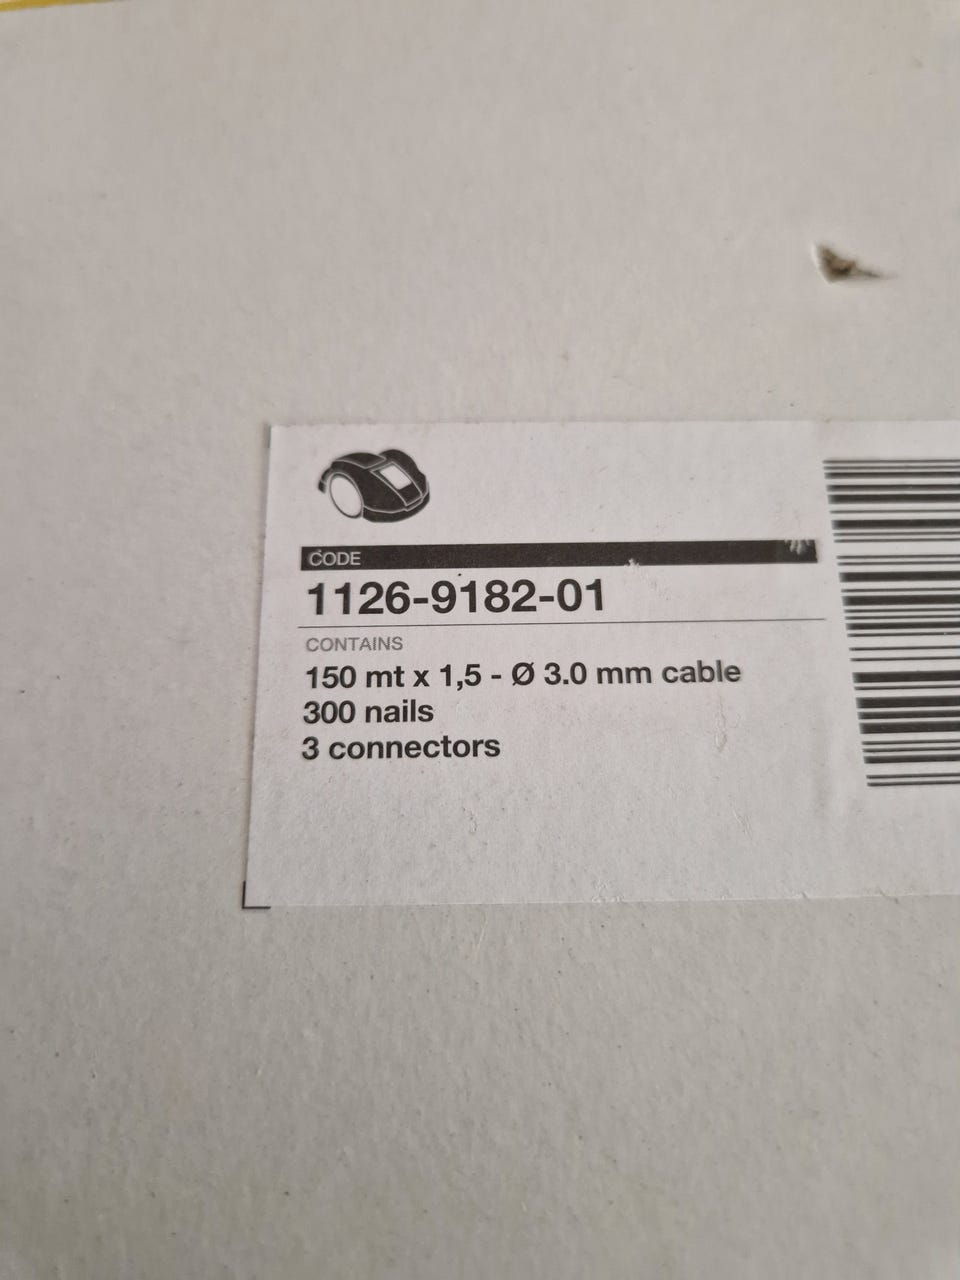 CODE
1126-9182-01
CONTAINS
150 mt x 1,5 - Ø 3.0 mm cable
300 nails
3 connectors